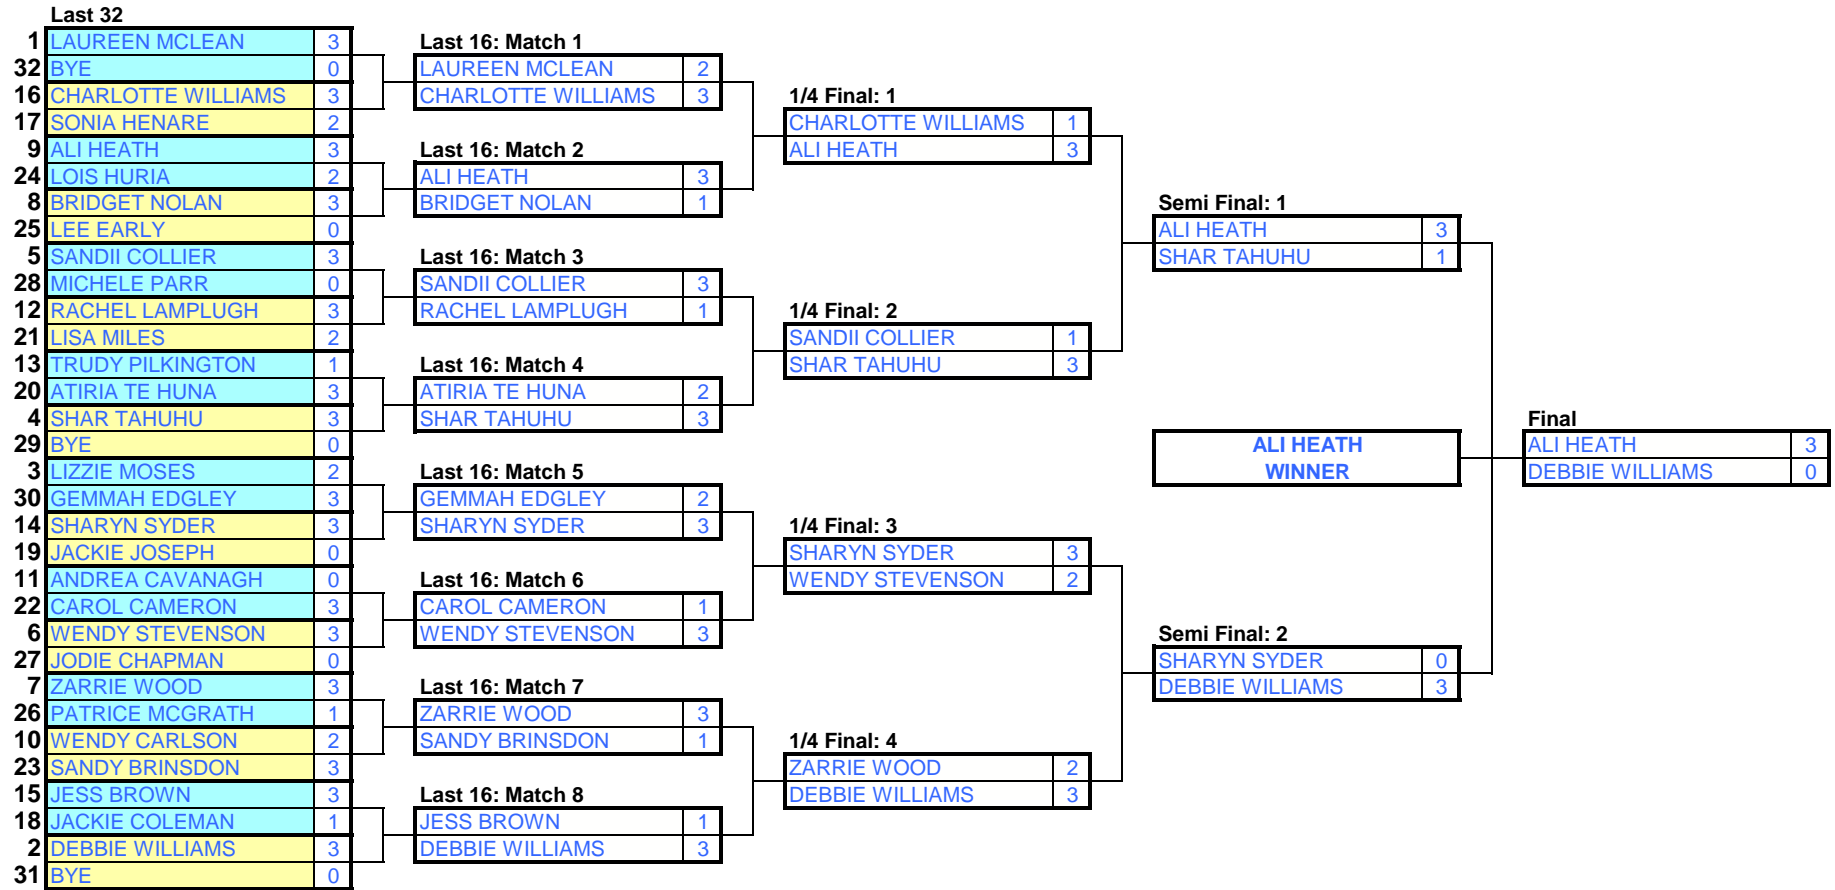 Last 32
1 LAUREEN MCLEAN 3
32 BYE 0
16 CHARLOTTE WILLIAMS 3
17 SONIA HENARE 2
9 ALI HEATH 3
24 LOIS HURIA 2
8 BRIDGET NOLAN 3
25 LEE EARLY 0
5 SANDII COLLIER 3
28 MICHELE PARR 0
12 RACHEL LAMPLUGH 3
21 LISA MILES 2
13 TRUDY PILKINGTON 1
20 ATIRIA TE HUNA 3
4 SHAR TAHUHU 3
29 BYE 0
3 LIZZIE MOSES 2
30 GEMMAH EDGLEY 3
14 SHARYN SYDER 3
19 JACKIE JOSEPH 0
11 ANDREA CAVANAGH 0
22 CAROL CAMERON 3
6 WENDY STEVENSON 3
27 JODIE CHAPMAN 0
7 ZARRIE WOOD 3
26 PATRICE MCGRATH 1
10 WENDY CARLSON 2
23 SANDY BRINSDON 3
15 JESS BROWN 3
18 JACKIE COLEMAN 1
2 DEBBIE WILLIAMS 3
31 BYE 0
Last 16: Match 1
LAUREEN MCLEAN 2
CHARLOTTE WILLIAMS 3
Last 16: Match 2
ALI HEATH 3
BRIDGET NOLAN 1
Last 16: Match 3
SANDII COLLIER 3
RACHEL LAMPLUGH 1
Last 16: Match 4
ATIRIA TE HUNA 2
SHAR TAHUHU 3
Last 16: Match 5
GEMMAH EDGLEY 2
SHARYN SYDER 3
Last 16: Match 6
CAROL CAMERON 1
WENDY STEVENSON 3
Last 16: Match 7
ZARRIE WOOD 3
SANDY BRINSDON 1
Last 16: Match 8
JESS BROWN 1
DEBBIE WILLIAMS 3
1/4 Final: 1
CHARLOTTE WILLIAMS 1
ALI HEATH 3
1/4 Final: 2
SANDII COLLIER 1
SHAR TAHUHU 3
1/4 Final: 3
SHARYN SYDER 3
WENDY STEVENSON 2
1/4 Final: 4
ZARRIE WOOD 2
DEBBIE WILLIAMS 3
Semi Final: 1
ALI HEATH 3
SHAR TAHUHU 1
ALI HEATH
WINNER
Semi Final: 2
SHARYN SYDER 0
DEBBIE WILLIAMS 3
Final
ALI HEATH 3
DEBBIE WILLIAMS 0